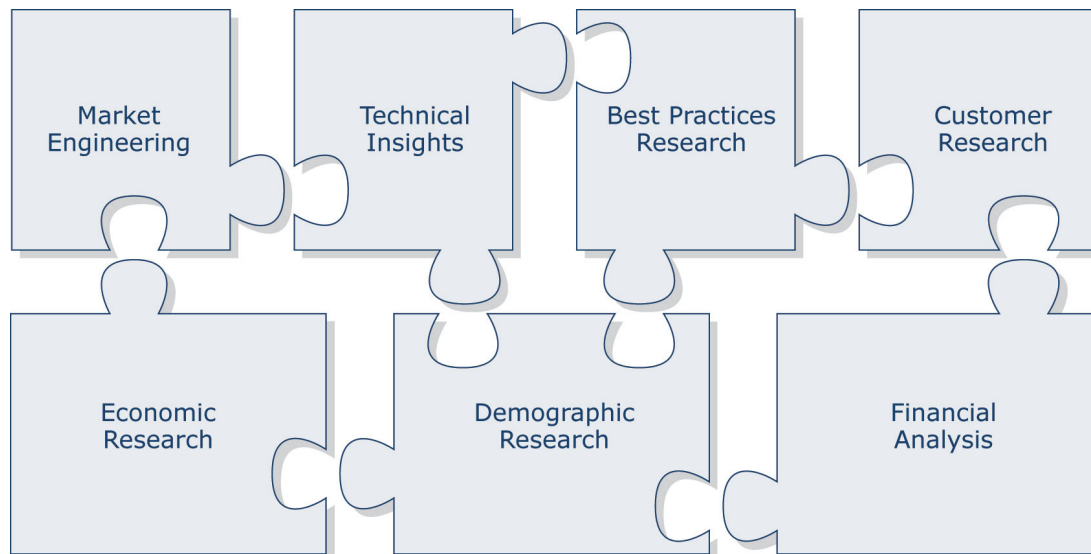 Market
Engineering
Technical
Insights
Best Practices
Research
Customer
Research
Economic
Research
Demographic
Research
Financial
Analysis